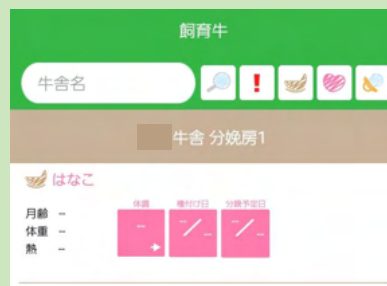 飼育牛
牛舎名
牛舎 分娩房1
はなこ
体調 種付け日 分娩予定日
月齢 --
体重 --
熱 --
-- --/-- --/--